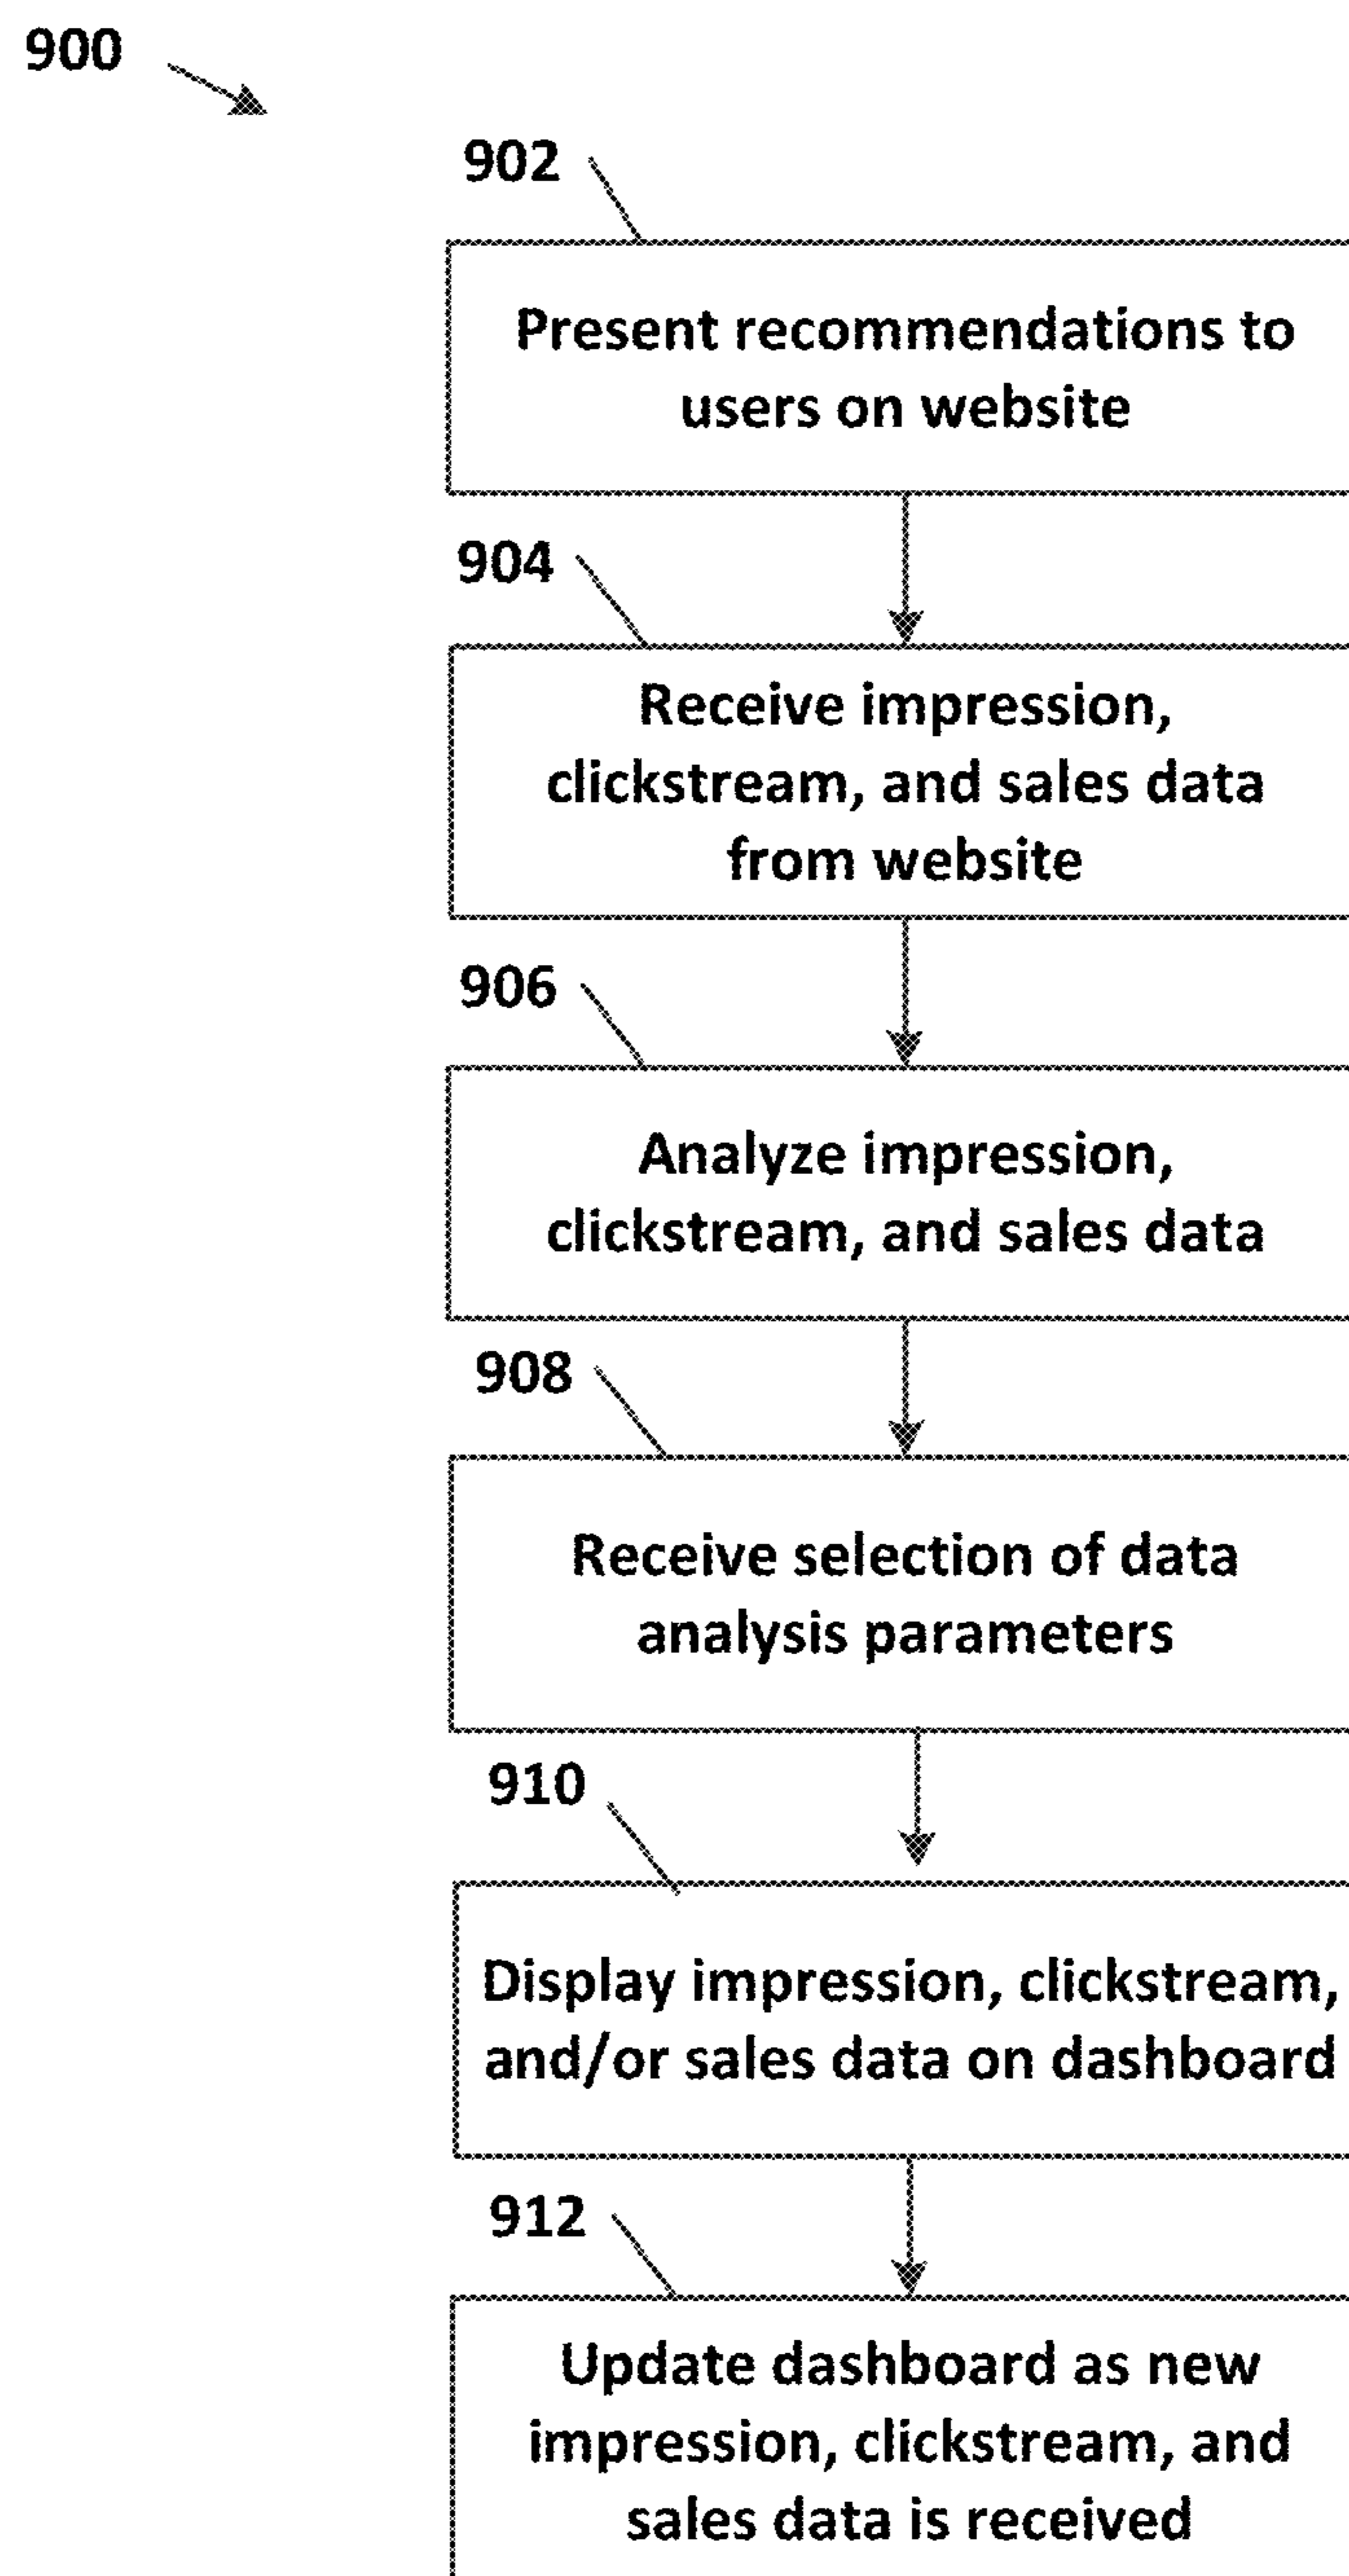 900
902
Present recommendations to
users on website
904
Receive impression,
clickstream, and sales data
from website
906
Analyze impression,
clickstream, and sales data
908
Receive selection of data
analysis parameters
910
Display impression, clickstream,
and/or sales data on dashboard
912
Update dashboard as new
impression, clickstream, and
sales data is received